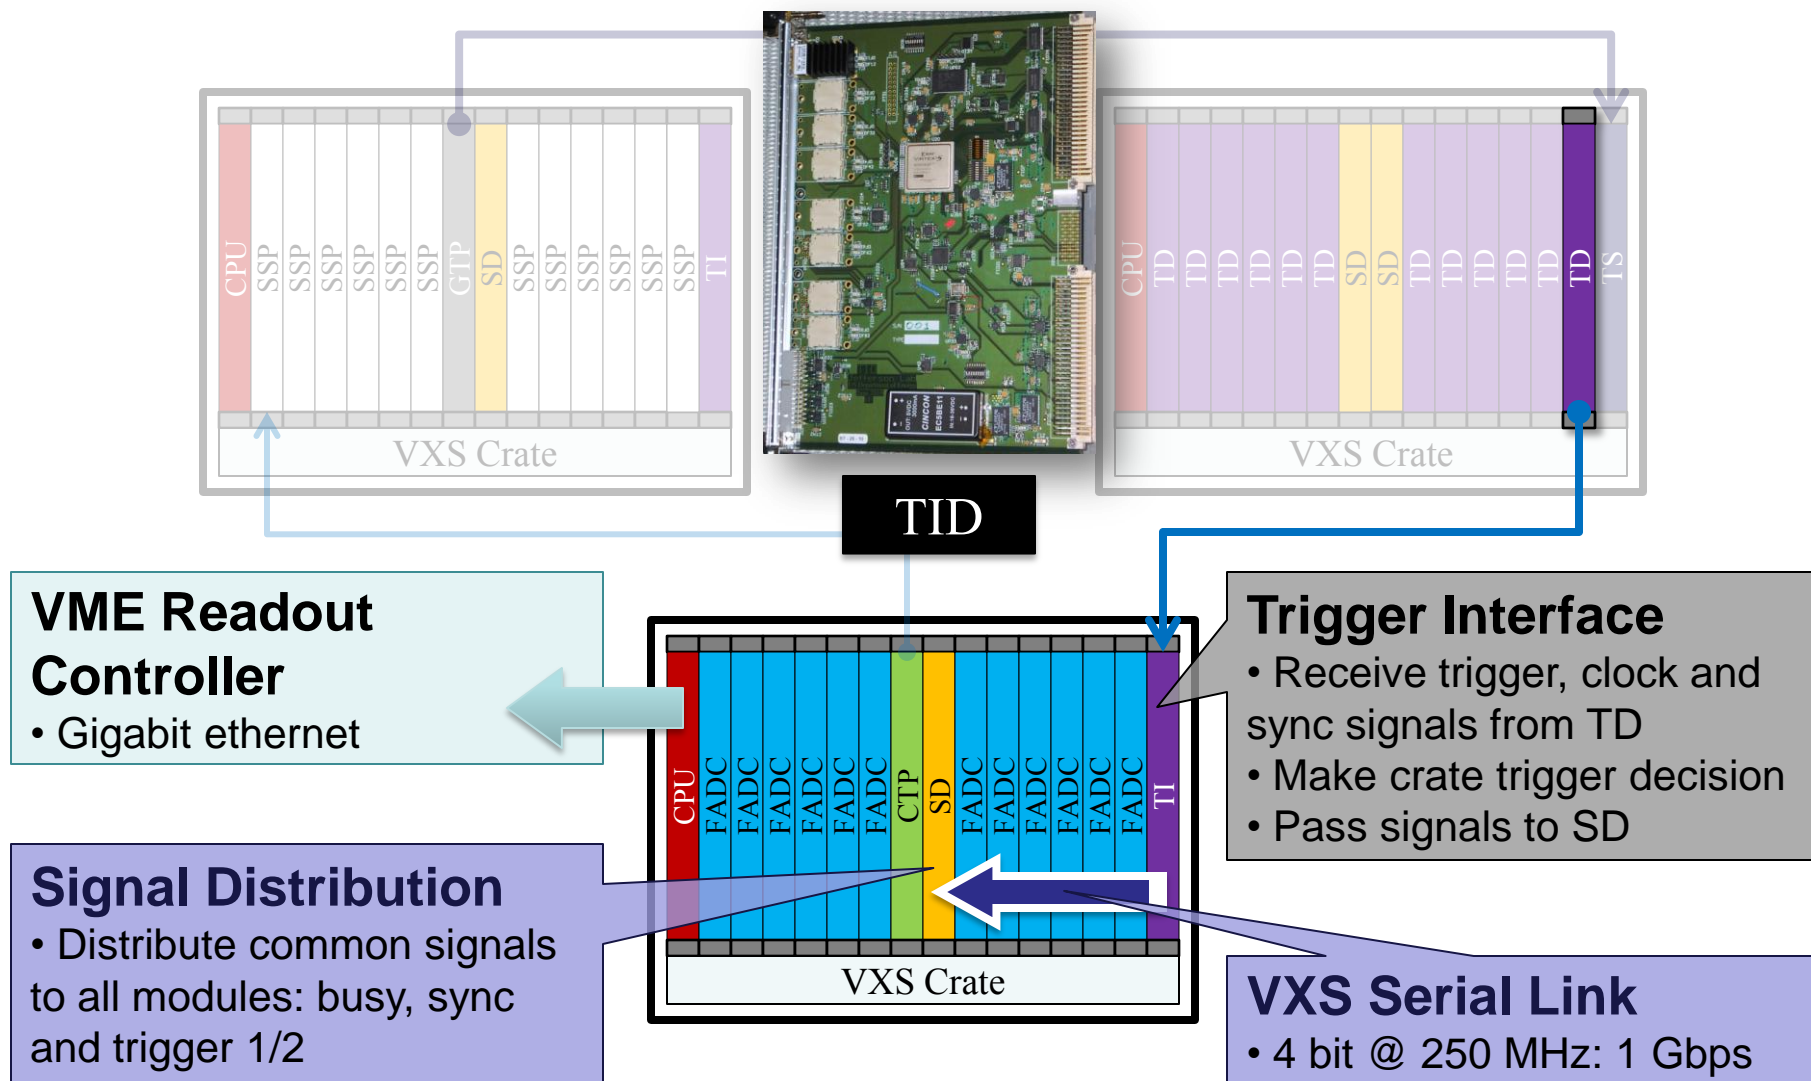 CPU
SSP
SSP
SSP
SSP
SSP
SSP
GTP
SD
SSP
SSP
SSP
SSP
SSP
SSP
TI
VXS Crate
CINCON
EC5BE11
TID
CPU
TD
TD
TD
TD
TD
TD
SD
SD
TD
TD
TD
TD
TD
TD
TS
VXS Crate
VME Readout
Controller
• Gigabit ethernet
Trigger Interface
• Receive trigger, clock and
sync signals from TD
• Make crate trigger decision
• Pass signals to SD
CPU
FADC
FADC
FADC
FADC
FADC
FADC
CTP
SD
FADC
FADC
FADC
FADC
FADC
FADC
TI
VXS Crate
Signal Distribution
• Distribute common signals
to all modules: busy, sync
and trigger 1/2
VXS Serial Link
• 4 bit @ 250 MHz: 1 Gbps